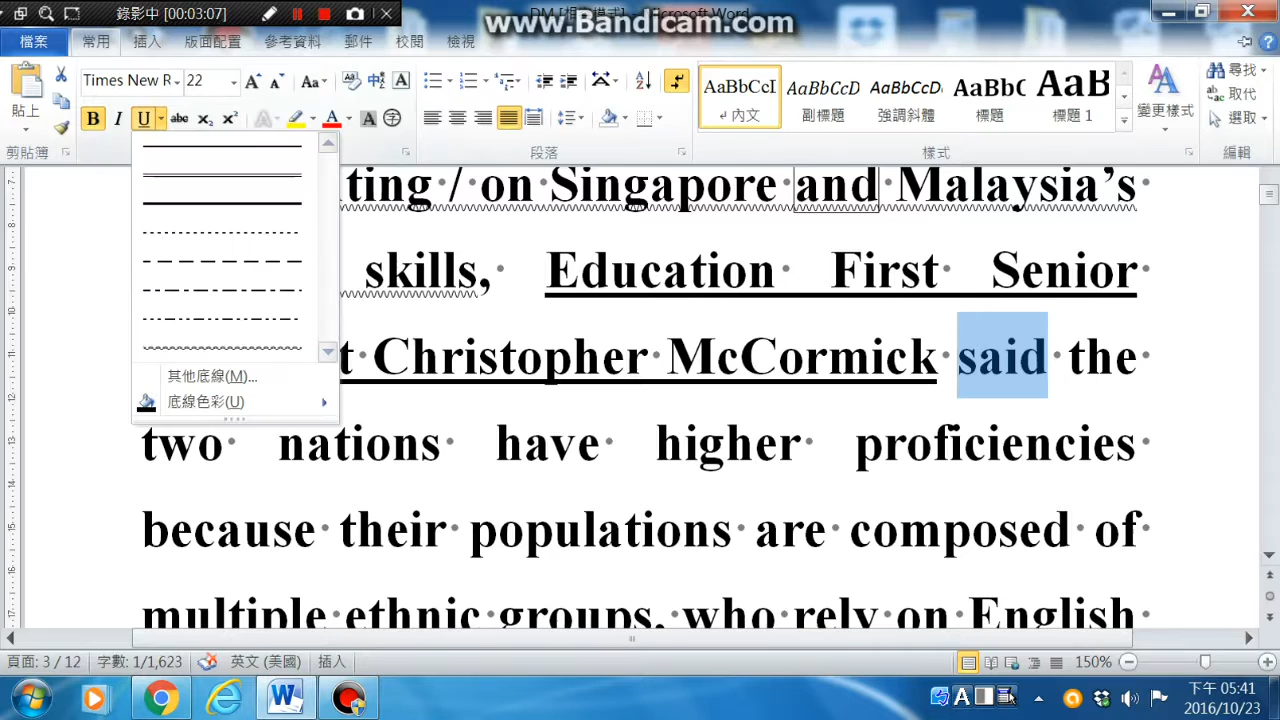 錄影中 [00:03:07]
www.Bandicam.com
檔案 常用 插入 版面配置 參考資料 郵件 校閱 檢視
貼上
Times New R 22
Aa
B I U abc x₂ x² A A A 字
剪貼簿
段落
AaBbCcI AaBbCcD AaBbCcD AaBbC AaB
↲內文 副標題 強調斜體 標題 標題 1
變更樣式
樣式
尋找
取代
選取
編輯
其他底線(M)...
底線色彩(U)
ting / on Singapore and Malaysia’s
skills, Education First Senior
t Christopher McCormick said the
two nations have higher proficiencies
because their populations are composed of
multiple ethnic groups, who rely on English
頁面: 3 / 12 字數: 1/1,623 英文 (美國) 插入 150%
下午 05:41
2016/10/23